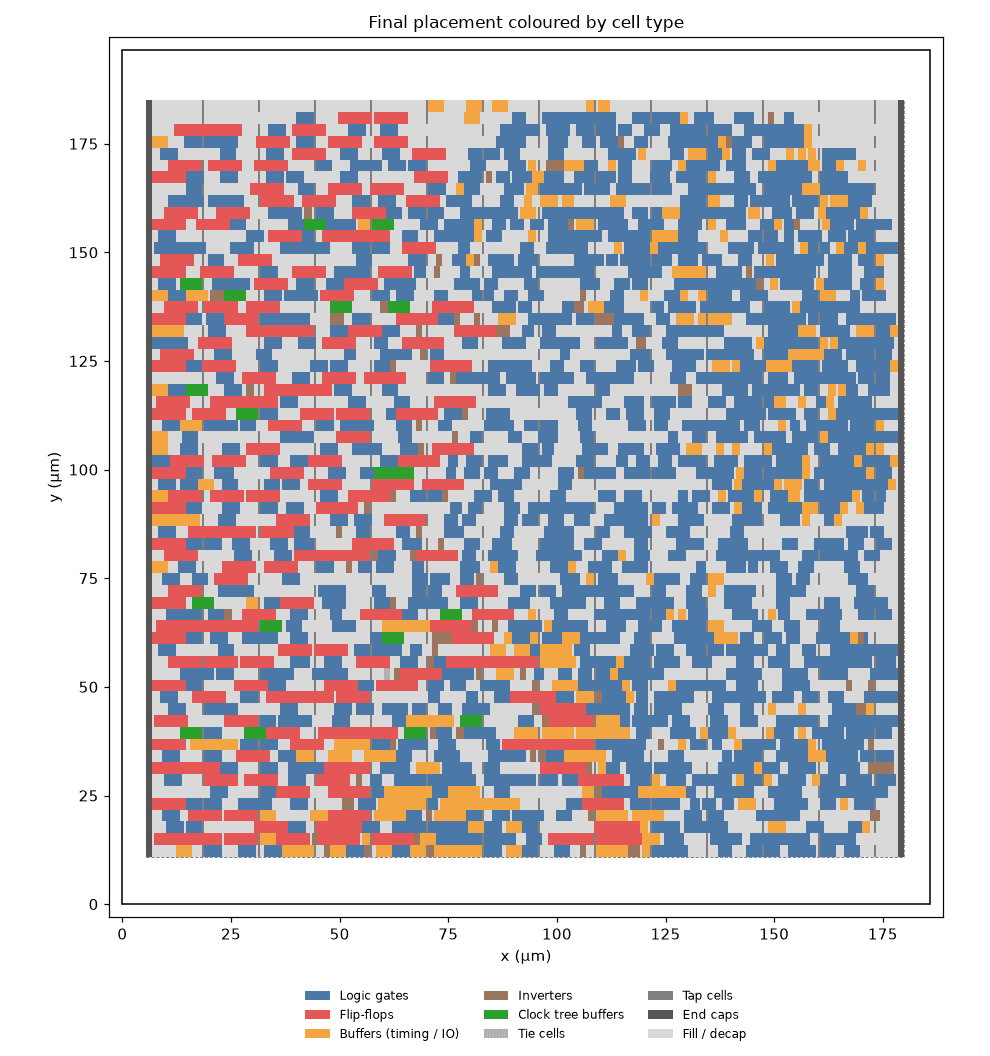 Final placement coloured by cell type
175
150
125
100
75
50
25
0
y (μm)
0 25 50 75 100 125 150 175
x (μm)
Logic gates Inverters Tap cells
Flip-flops Clock tree buffers End caps
Buffers (timing / IO) Tie cells Fill / decap